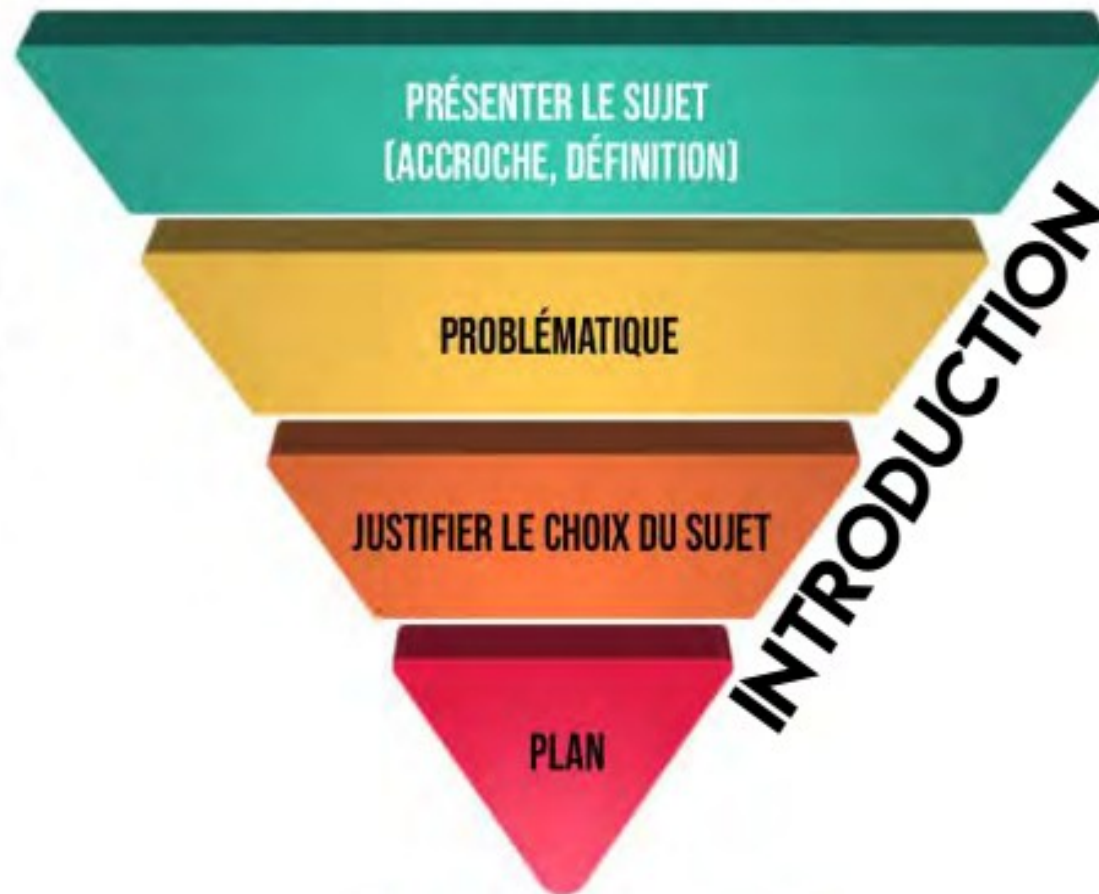 PRÉSENTER LE SUJET
(ACCROCHE, DÉFINITION)
PROBLÉMATIQUE
JUSTIFIER LE CHOIX DU SUJET
PLAN
INTRODUCTION